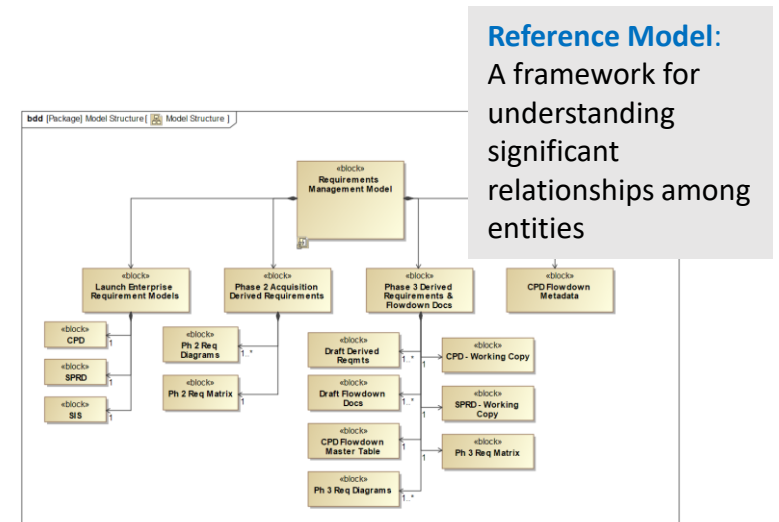 Reference Model:
A framework for
understanding
significant
relationships among
entities
bdd [Package] Model Structure [ Model Structure ]
«block»
Requirements
Management Model
«block»
Launch Enterprise
Requirement Models
«block»
Phase 2 Acquisition
Derived Requirements
«block»
Phase 3 Derived
Requirements &
Flowdown Docs
«block»
CPD Flowdown
Metadata
«block»
CPD
1
«block»
SPRD
1
«block»
SIS
1
«block»
Ph 2 Req
Diagrams
1..*
«block»
Ph 2 Req Matrix
1
«block»
Draft Derived
Reqmts
1..*
«block»
Draft Flowdown
Docs
1..*
«block»
CPD Flowdown
Master Table
1
«block»
Ph 3 Req Diagrams
1..*
«block»
CPD - Working Copy
1
«block»
SPRD - Working
Copy
1
«block»
Ph 3 Req Matrix
1